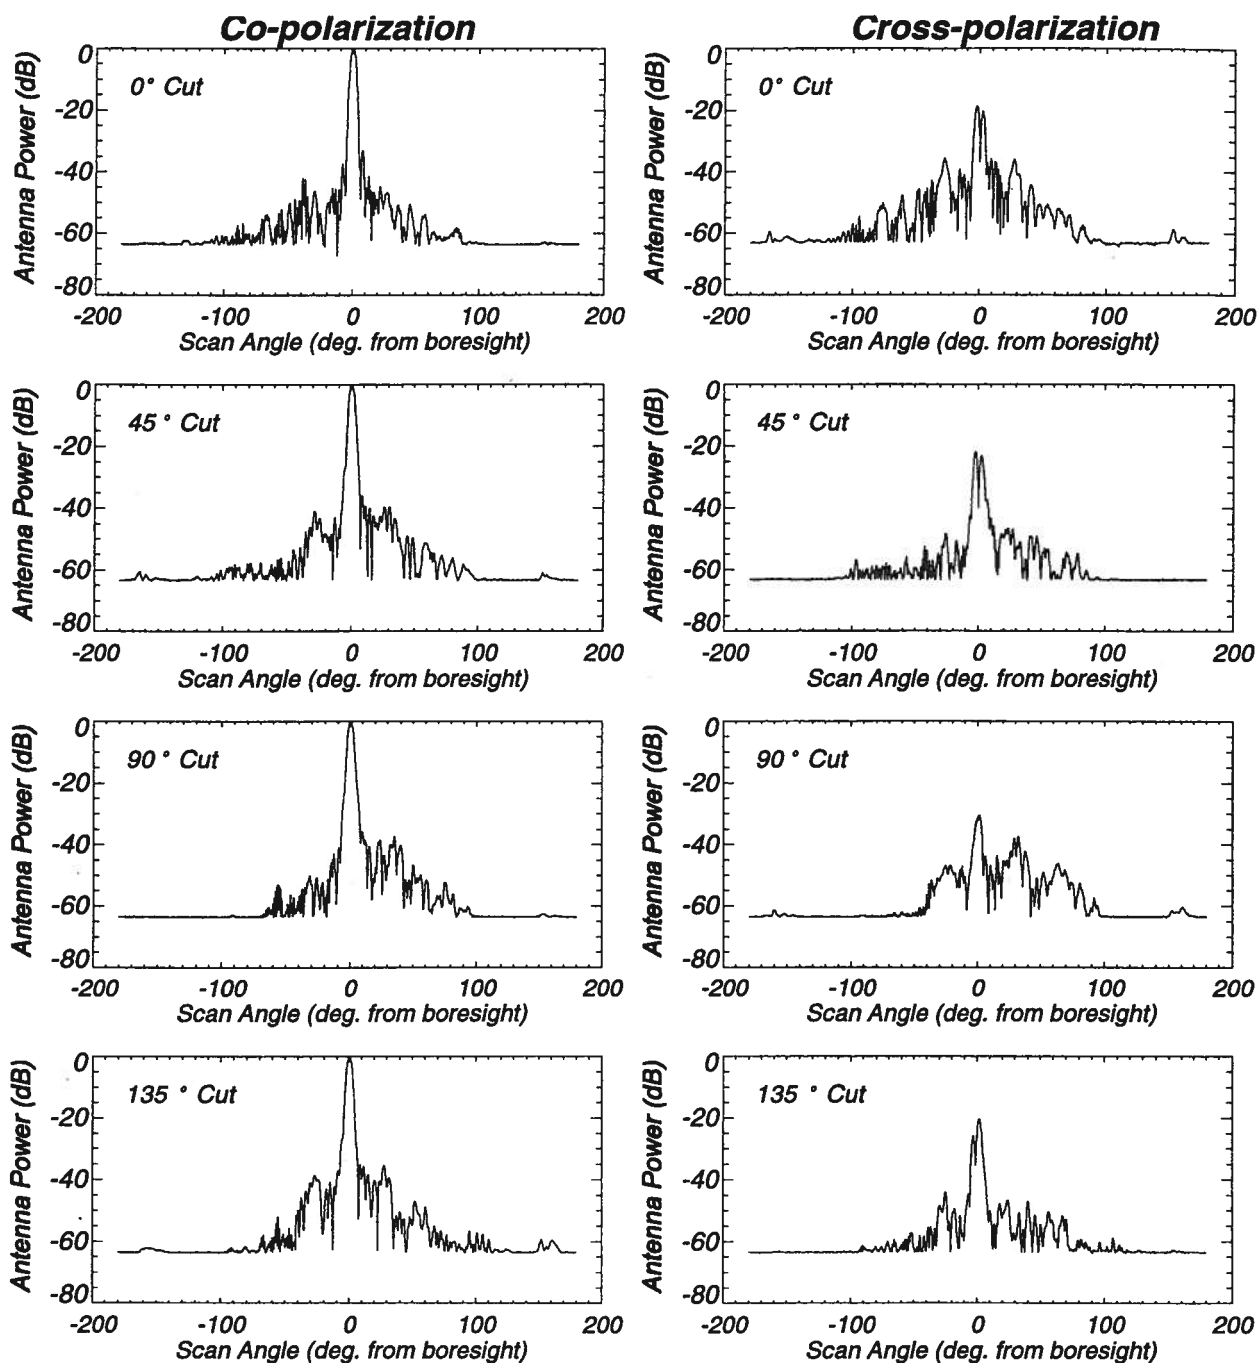 Co-polarization
Cross-polarization
Antenna Power (dB)
0
-20
-40
-60
-80
0° Cut
-200 -100 0 100 200
Scan Angle (deg. from boresight)
Antenna Power (dB)
0
-20
-40
-60
-80
0° Cut
-200 -100 0 100 200
Scan Angle (deg. from boresight)
Antenna Power (dB)
0
-20
-40
-60
-80
45 ° Cut
-200 -100 0 100 200
Scan Angle (deg. from boresight)
Antenna Power (dB)
0
-20
-40
-60
-80
45 ° Cut
-200 -100 0 100 200
Scan Angle (deg. from boresight)
Antenna Power (dB)
0
-20
-40
-60
-80
90 ° Cut
-200 -100 0 100 200
Scan Angle (deg. from boresight)
Antenna Power (dB)
0
-20
-40
-60
-80
90 ° Cut
-200 -100 0 100 200
Scan Angle (deg. from boresight)
Antenna Power (dB)
0
-20
-40
-60
-80
135 ° Cut
-200 -100 0 100 200
Scan Angle (deg. from boresight)
Antenna Power (dB)
0
-20
-40
-60
-80
135 ° Cut
-200 -100 0 100 200
Scan Angle (deg. from boresight)